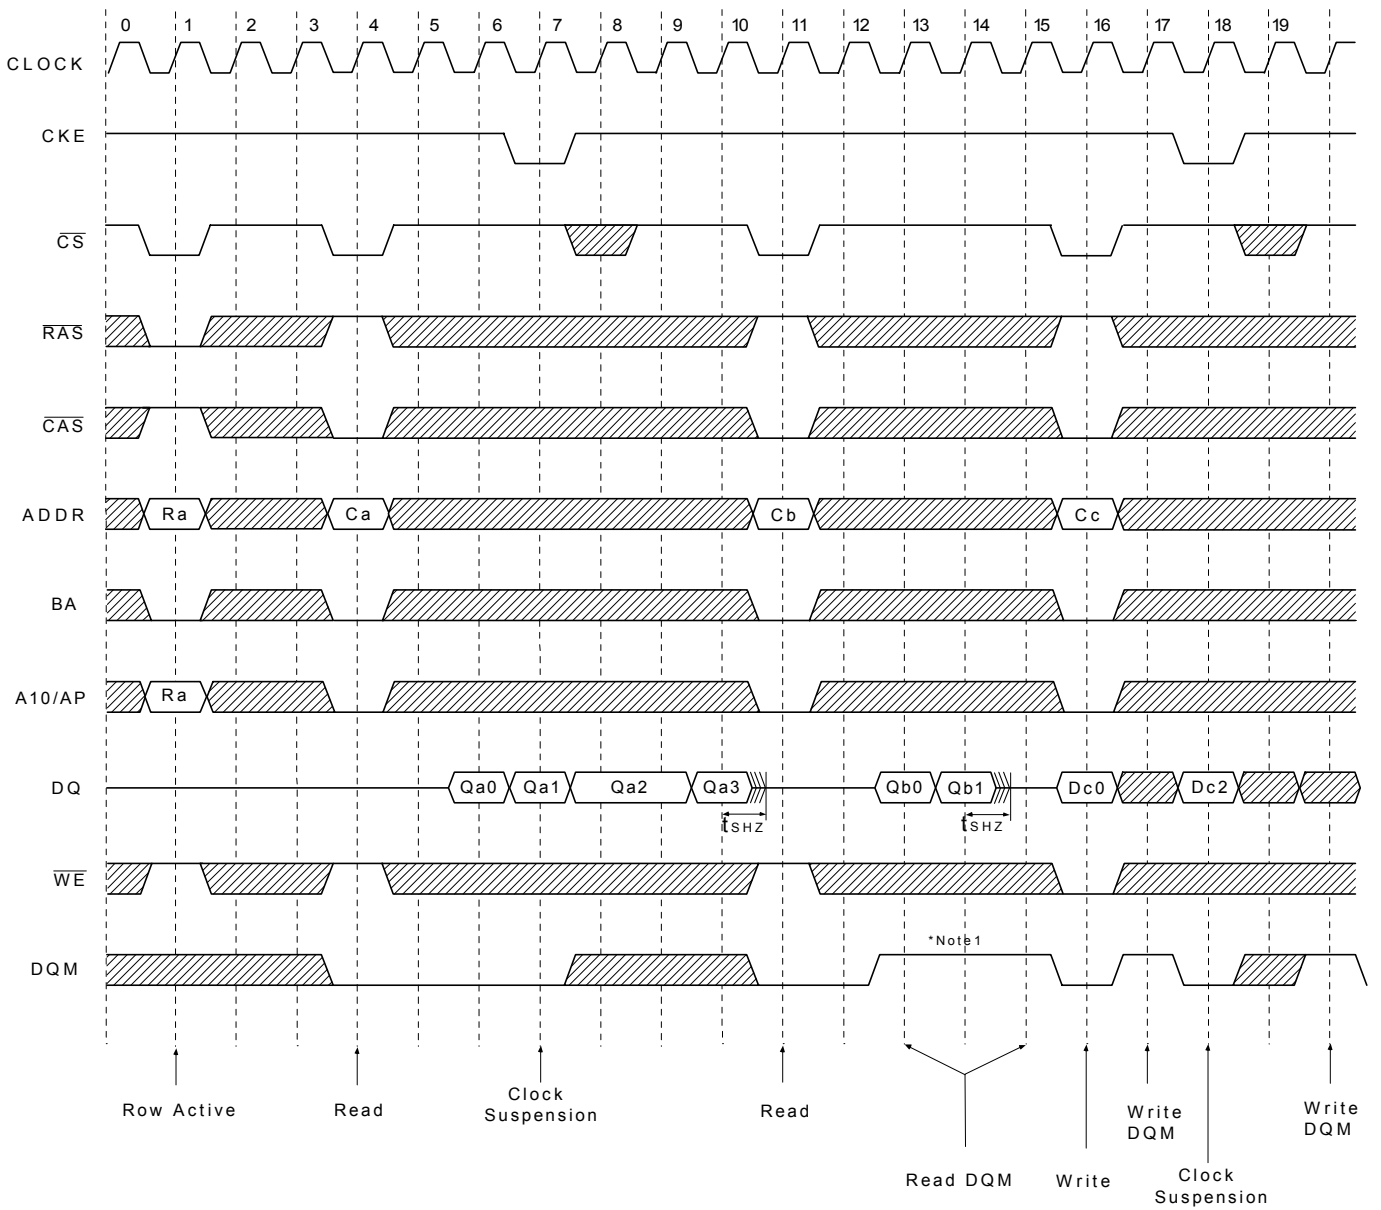 0 1 2 3 4 5 6 7 8 9 10 11 12 13 14 15 16 17 18 19
CLOCK
CKE
CS
RAS
CAS
ADDR Ra Ca Cb Cc
BA
A10/AP Ra
DQ Qa0 Qa1 Qa2 Qa3 Qb0 Qb1 Dc0 Dc2
tSHZ tSHZ
WE
*Note1
DQM
Row Active Read Clock Suspension Read Write DQM Write DQM
Read DQM Write Clock Suspension